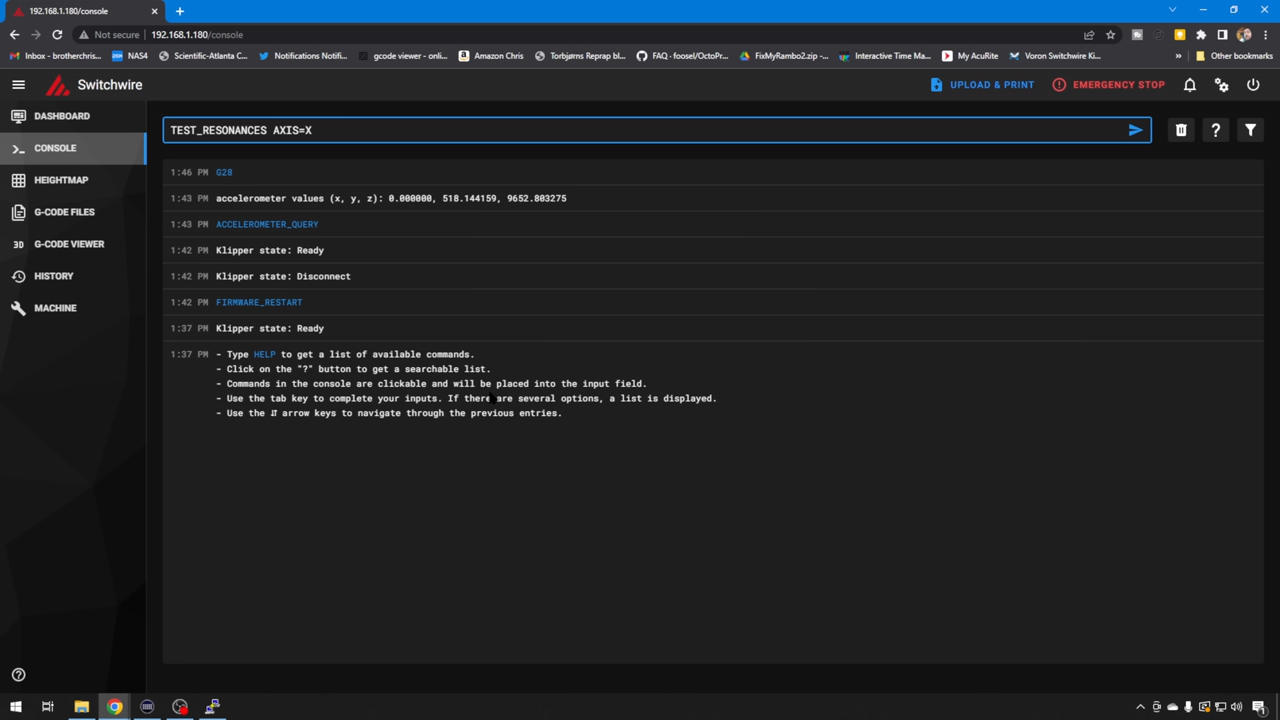 192.168.1.180/console
Not secure
192.168.1.180/console
Inbox - brotherchris...
NAS4
Scientific-Atlanta C...
Notifications Notifi...
gcode viewer - onli...
Amazon Chris
Torbjørns Reprap bl...
FAQ · foosel/OctoPr...
FixMyRambo2.zip -...
Interactive Time Ma...
My AcuRite
Voron Switchwire Ki...
»
Other bookmarks
Switchwire
UPLOAD & PRINT
EMERGENCY STOP
DASHBOARD
CONSOLE
HEIGHTMAP
G-CODE FILES
3D G-CODE VIEWER
HISTORY
MACHINE
TEST_RESONANCES AXIS=X
1:46 PM G28
1:43 PM accelerometer values (x, y, z): 0.000000, 518.144159, 9652.803275
1:43 PM ACCELEROMETER_QUERY
1:42 PM Klipper state: Ready
1:42 PM Klipper state: Disconnect
1:42 PM FIRMWARE_RESTART
1:37 PM Klipper state: Ready
1:37 PM - Type HELP to get a list of available commands.
- Click on the "?" button to get a searchable list.
- Commands in the console are clickable and will be placed into the input field.
- Use the tab key to complete your inputs. If there are several options, a list is displayed.
- Use the ⇵ arrow keys to navigate through the previous entries.